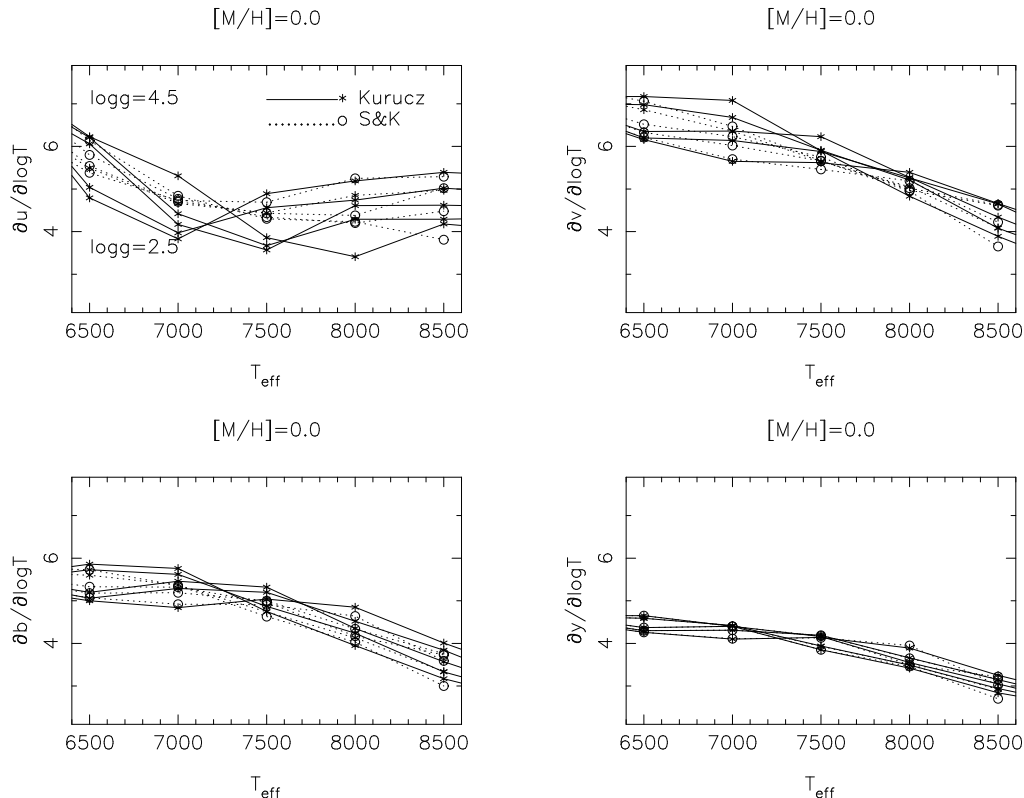 [M/H]=0.0
[M/H]=0.0
6
4
∂u/∂logT
logg=4.5
Kurucz
S&K
logg=2.5
6500 7000 7500 8000 8500
T_eff
6
4
∂v/∂logT
6500 7000 7500 8000 8500
T_eff
[M/H]=0.0
[M/H]=0.0
6
4
∂b/∂logT
6500 7000 7500 8000 8500
T_eff
6
4
∂y/∂logT
6500 7000 7500 8000 8500
T_eff